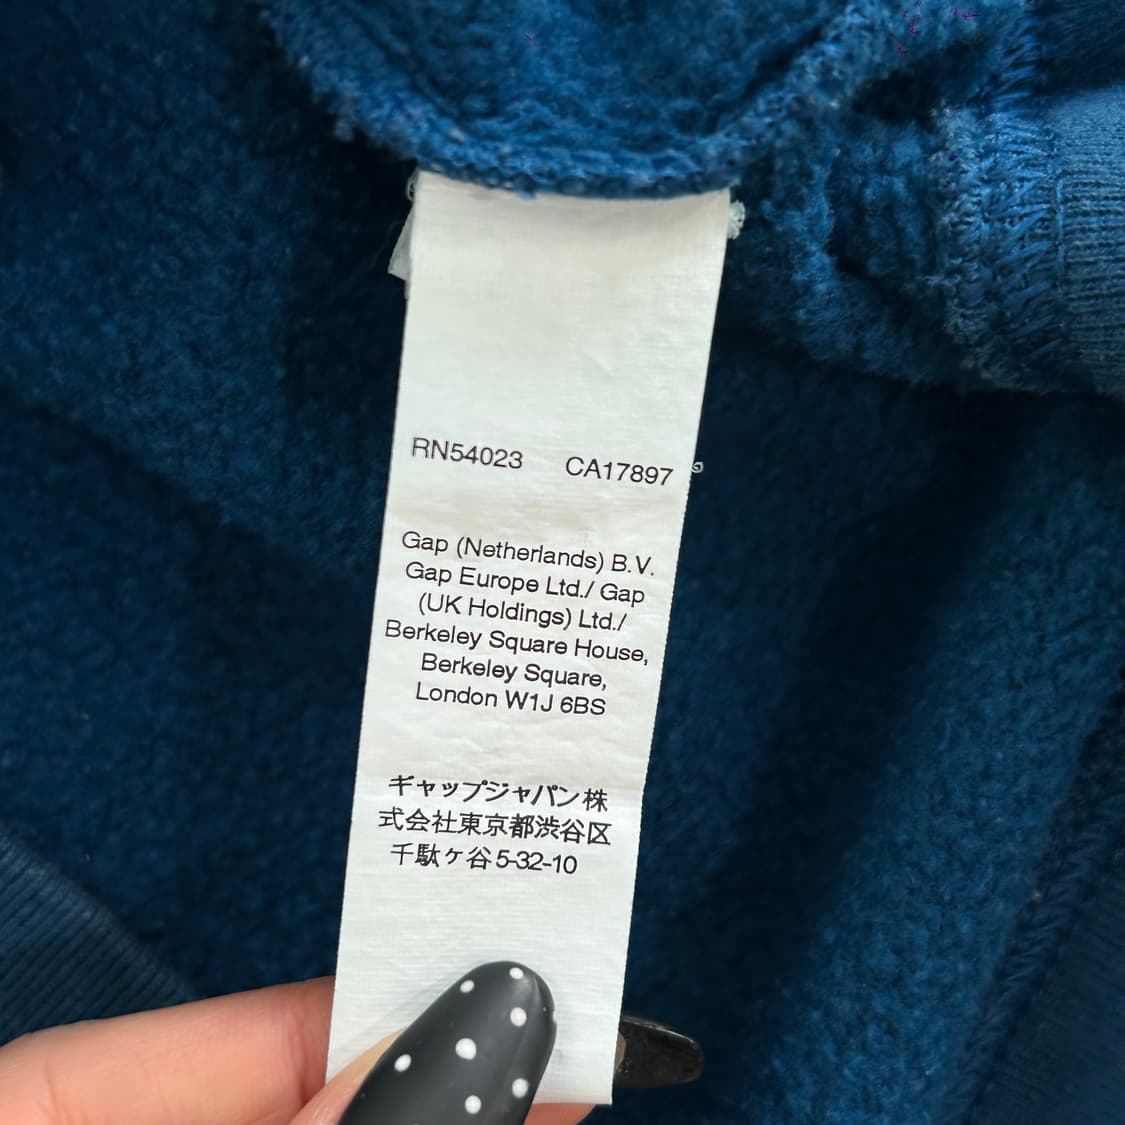 RN54023 CA17897
Gap (Netherlands) B.V.
Gap Europe Ltd./ Gap
(UK Holdings) Ltd./
Berkeley Square House,
Berkeley Square,
London W1J 6BS
ギャップジャパン株
式会社東京都渋谷区
千駄ケ谷5-32-10